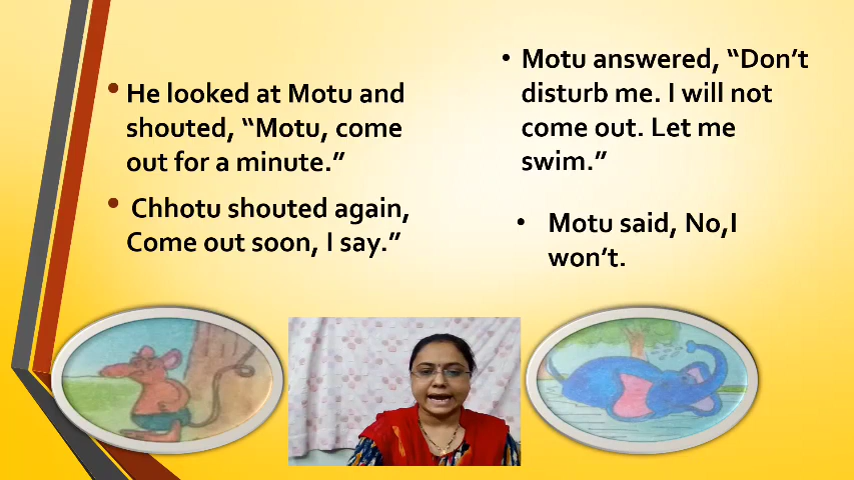 He looked at Motu and
shouted, “Motu, come
out for a minute.”
Chhotu shouted again,
Come out soon, I say.”
Motu answered, “Don’t
disturb me. I will not
come out. Let me
swim.”
Motu said, No,I
won’t.